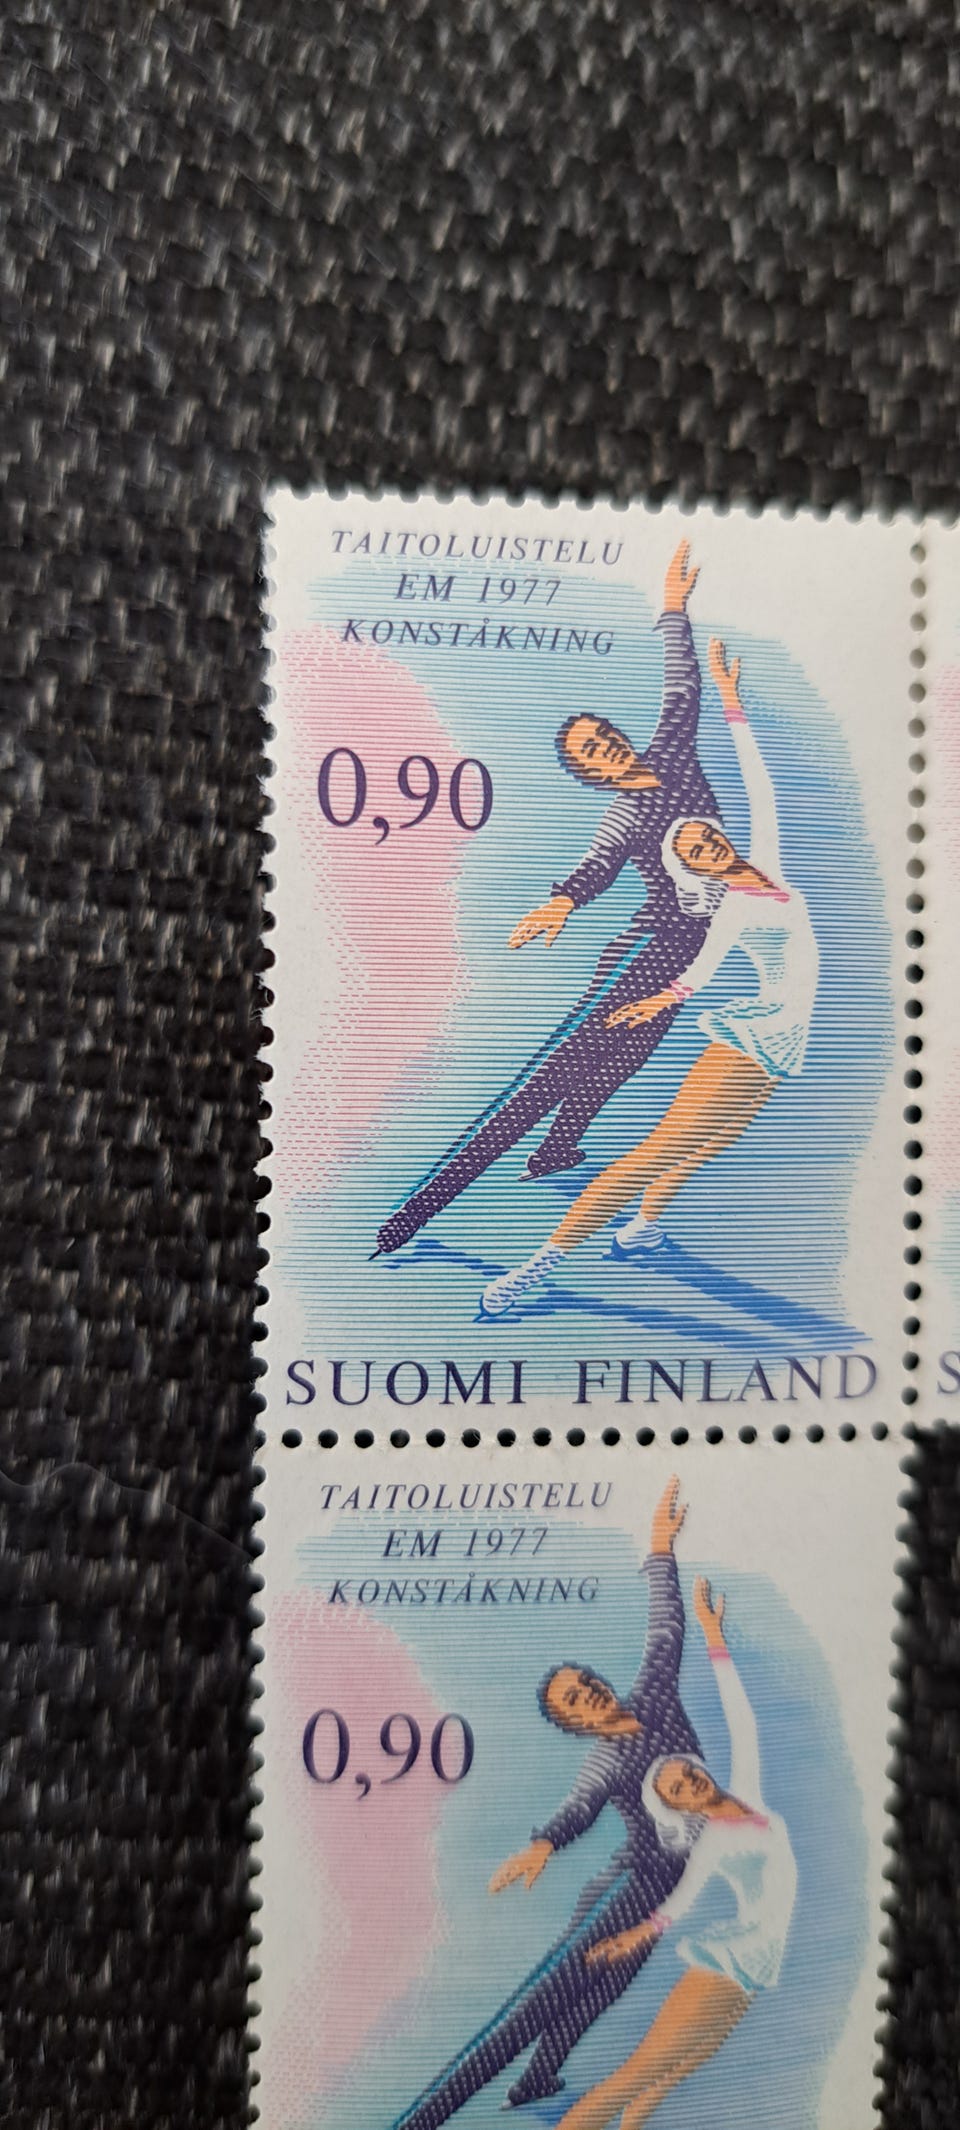 TAITOLUISTELU
EM 1977
KONSTÅKNING
0,90
SUOMI FINLAND
S
TAITOLUISTELU
EM 1977
KONSTÅKNING
0,90